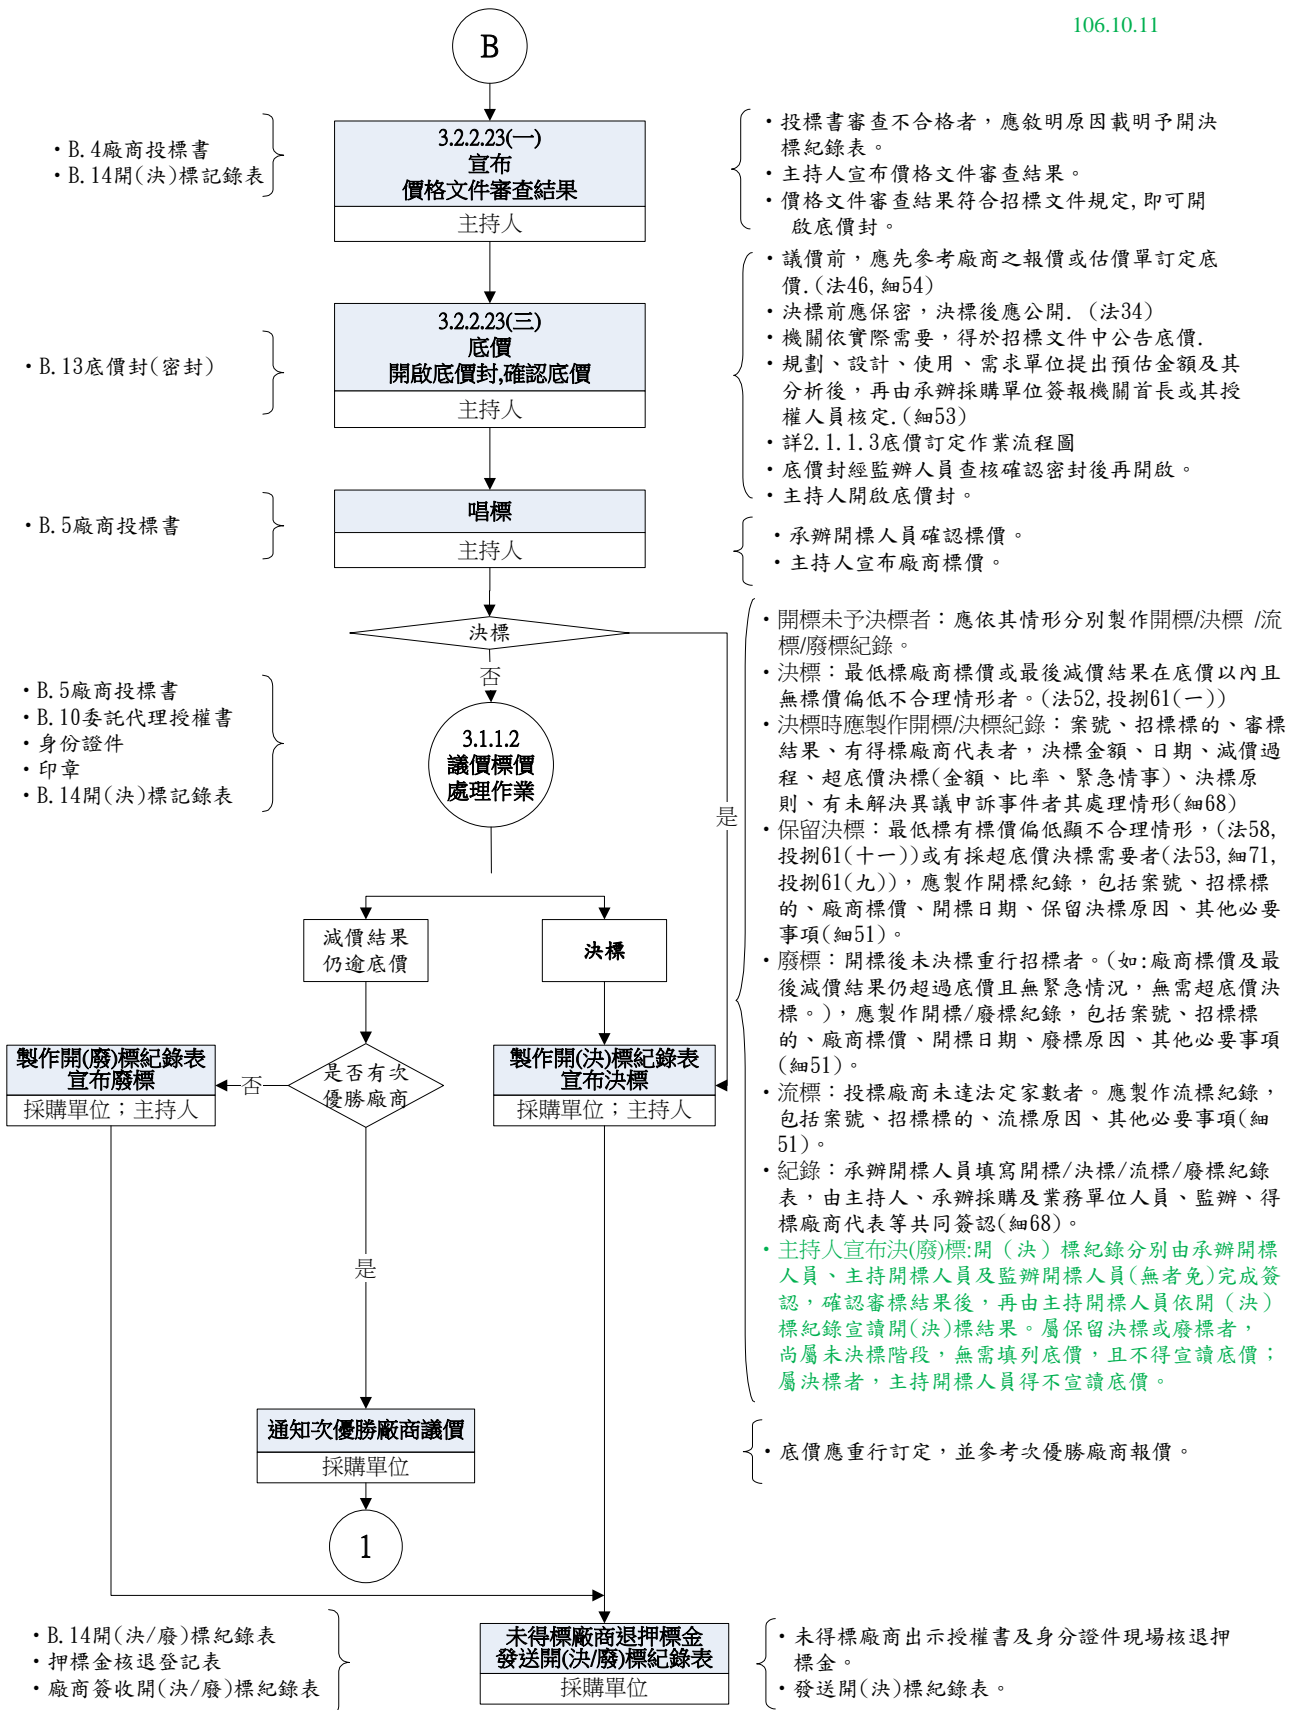 106.10.11
B
・B.4廠商投標書
・B.14開(決)標記錄表
3.2.2.23(一)
宣布
價格文件審查結果
主持人
・投標書審查不合格者，應敘明原因載明予開決
標紀錄表。
・主持人宣布價格文件審查結果。
・價格文件審查結果符合招標文件規定,即可開
啟底價封。
・B.13底價封(密封)
3.2.2.23(三)
底價
開啟底價封,確認底價
主持人
・議價前，應先參考廠商之報價或估價單訂定底
價.(法46,細54)
・決標前應保密，決標後應公開. (法34)
・機關依實際需要，得於招標文件中公告底價.
・規劃、設計、使用、需求單位提出預估金額及其
分析後，再由承辦採購單位簽報機關首長或其授
權人員核定.(細53)
・詳2.1.1.3底價訂定作業流程圖
・底價封經監辦人員查核確認密封後再開啟。
・主持人開啟底價封。
・B.5廠商投標書
唱標
主持人
・承辦開標人員確認標價。
・主持人宣布廠商標價。
決標
否
是
・B.5廠商投標書
・B.10委託代理授權書
・身份證件
・印章
・B.14開(決)標記錄表
3.1.1.2
議價標價
處理作業
・開標未予決標者：應依其情形分別製作開標/決標 /流
標/廢標紀錄。
・決標：最低標廠商標價或最後減價結果在底價以內且
無標價偏低不合理情形者。(法52,投捌61(一))
・決標時應製作開標/決標紀錄：案號、招標標的、審標
結果、有得標廠商代表者，決標金額、日期、減價過
程、超底價決標(金額、比率、緊急情事)、決標原
則、有未解決異議申訴事件者其處理情形(細68)
・保留決標：最低標有標價偏低顯不合理情形，(法58,
投捌61(十一))或有採超底價決標需要者(法53,細71,
投捌61(九))，應製作開標紀錄，包括案號、招標標
的、廠商標價、開標日期、保留決標原因、其他必要
事項(細51)。
・廢標：開標後未決標重行招標者。(如:廠商標價及最
後減價結果仍超過底價且無緊急情況，無需超底價決
標。)，應製作開標/廢標紀錄，包括案號、招標標
的、廠商標價、開標日期、廢標原因、其他必要事項
(細51)。
・流標：投標廠商未達法定家數者。應製作流標紀錄，
包括案號、招標標的、流標原因、其他必要事項(細
51)。
・紀錄：承辦開標人員填寫開標/決標/流標/廢標紀錄
表，由主持人、承辦採購及業務單位人員、監辦、得
標廠商代表等共同簽認(細68)。
・主持人宣布決(廢)標:開（決）標紀錄分別由承辦開標
人員、主持開標人員及監辦開標人員(無者免)完成簽
認，確認審標結果後，再由主持開標人員依開（決）
標紀錄宣讀開(決)標結果。屬保留決標或廢標者，
尚屬未決標階段，無需填列底價，且不得宣讀底價；
屬決標者，主持開標人員得不宣讀底價。
減價結果
仍逾底價
決標
製作開(廢)標紀錄表
宣布廢標
採購單位；主持人
否
是否有次
優勝廠商
製作開(決)標紀錄表
宣布決標
採購單位；主持人
是
通知次優勝廠商議價
採購單位
・底價應重行訂定，並參考次優勝廠商報價。
1
・B.14開(決/廢)標紀錄表
・押標金核退登記表
・廠商簽收開(決/廢)標紀錄表
未得標廠商退押標金
發送開(決/廢)標紀錄表
採購單位
・未得標廠商出示授權書及身分證件現場核退押
標金。
・發送開(決)標紀錄表。